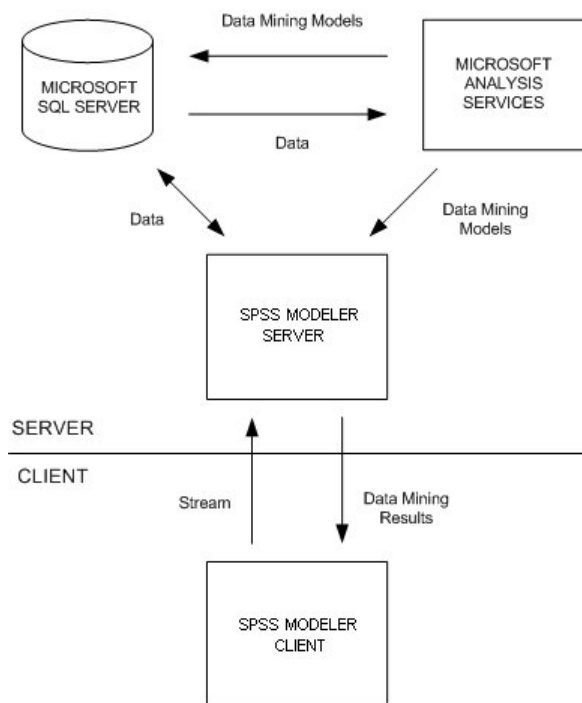 Data Mining Models
MICROSOFT
SQL SERVER
MICROSOFT
ANALYSIS
SERVICES
Data
Data
Data Mining
Models
SPSS MODELER
SERVER
SERVER
CLIENT
Stream
Data Mining
Results
SPSS MODELER
CLIENT